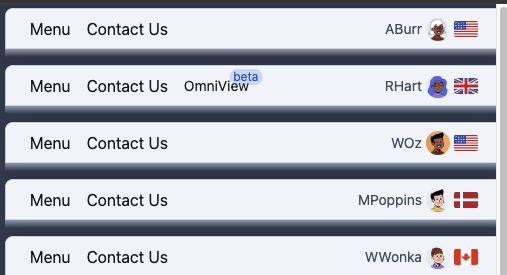 Menu Contact Us ABurr
Menu Contact Us OmniView beta RHart
Menu Contact Us WOz
Menu Contact Us MPoppins
Menu Contact Us WWonka